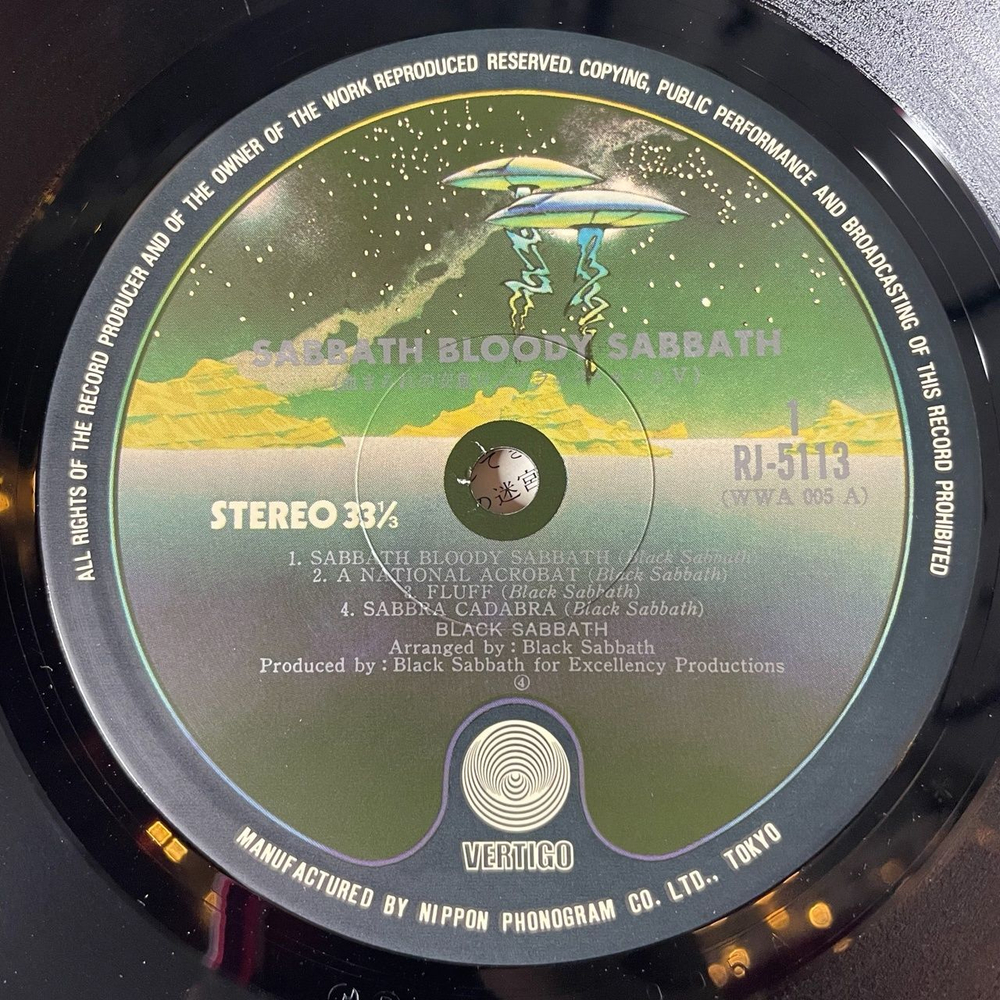 ALL RIGHTS OF THE RECORD PRODUCER AND OF THE OWNER OF THE WORK REPRODUCED RESERVED. COPYING, PUBLIC PERFORMANCE AND BROADCASTING OF THIS RECORD PROHIBITED
SABBATH BLOODY SABBATH
1
RJ-5113
(WWA 005 A)
STEREO 33⅓
の迷宮
1. SABBATH BLOODY SABBATH (Black Sabbath)
2. A NATIONAL ACROBAT (Black Sabbath)
3. FLUFF (Black Sabbath)
4. SABBRA CADABRA (Black Sabbath)
BLACK SABBATH
Arranged by : Black Sabbath
Produced by : Black Sabbath for Excellency Productions
④
VERTIGO
MANUFACTURED BY NIPPON PHONOGRAM CO. LTD., TOKYO